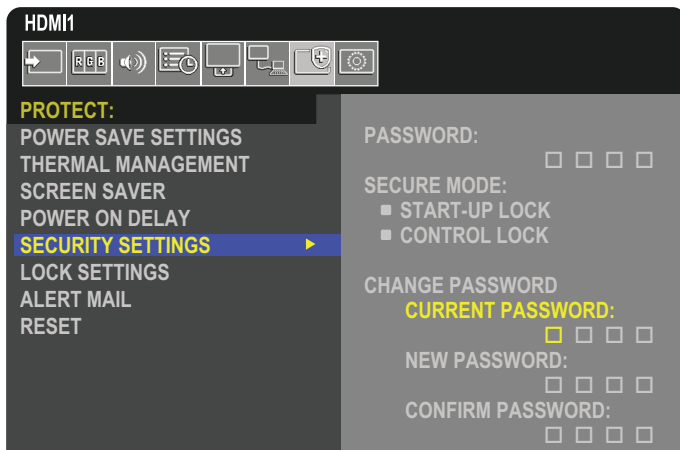 HDMI1
R G B
PROTECT:
POWER SAVE SETTINGS
THERMAL MANAGEMENT
SCREEN SAVER
POWER ON DELAY
SECURITY SETTINGS
LOCK SETTINGS
ALERT MAIL
RESET
PASSWORD:
SECURE MODE:
START-UP LOCK
CONTROL LOCK
CHANGE PASSWORD
CURRENT PASSWORD:
NEW PASSWORD:
CONFIRM PASSWORD: